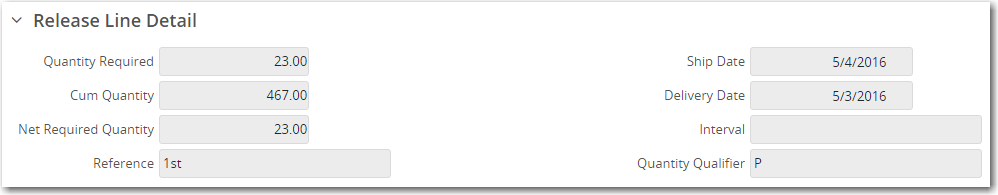 Release Line Detail
Quantity Required 23.00 Ship Date 5/4/2016
Cum Quantity 467.00 Delivery Date 5/3/2016
Net Required Quantity 23.00 Interval
Reference 1st Quantity Qualifier P